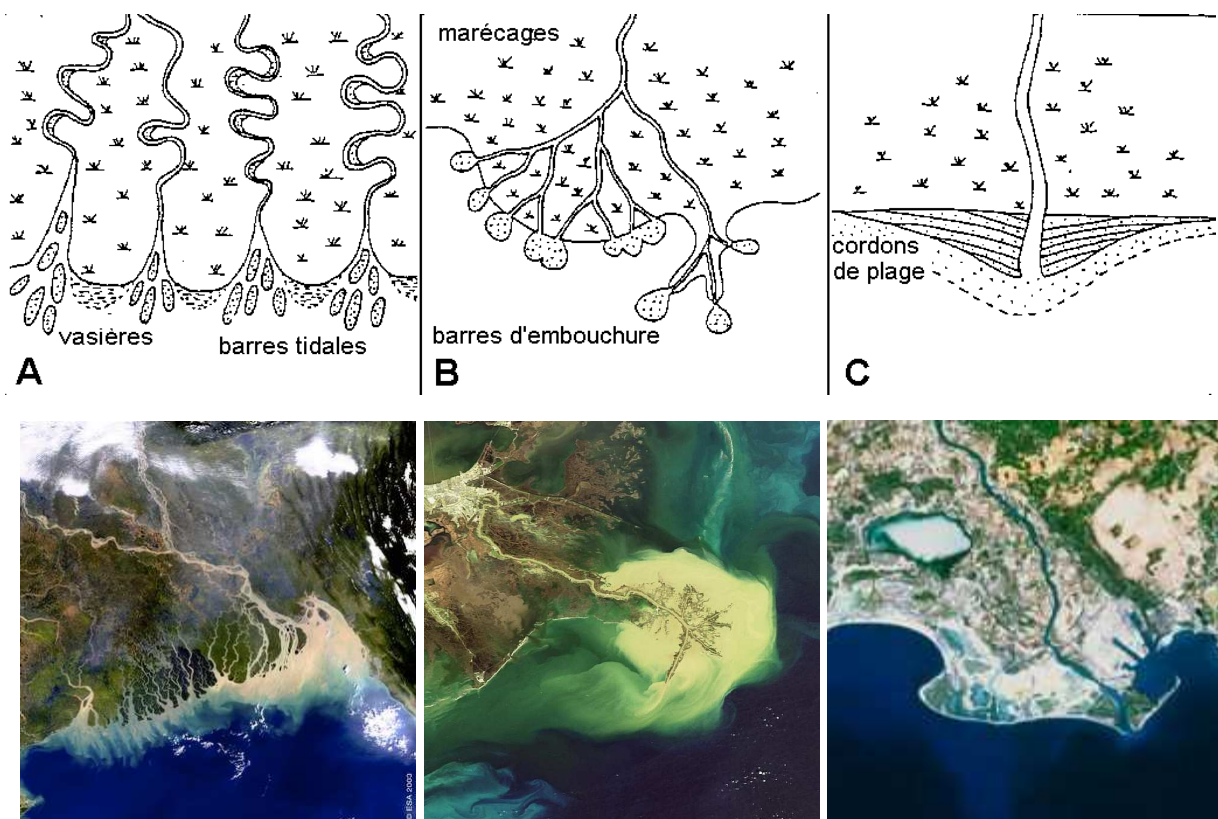 vasières
barres tidales
A
marécages
barres d'embouchure
B
cordons
de plage
C
© ESA 2003